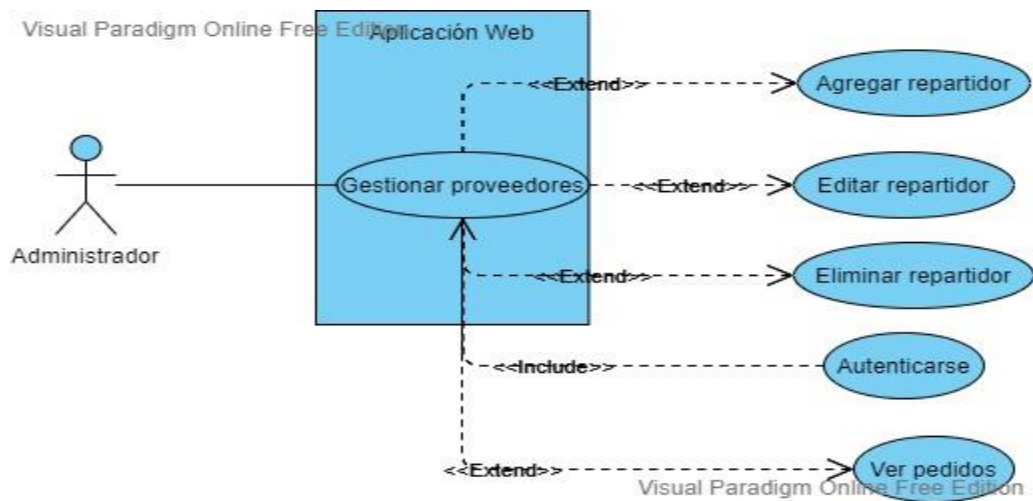 Visual Paradigm Online Free Edition
Aplicación Web
<<Extend>>
Agregar repartidor
Gestionar proveedores
<<Extend>>
Editar repartidor
Administrador
<<Extend>>
Eliminar repartidor
<<Include>>
Autenticarse
<<Extend>>
Ver pedidos
Visual Paradigm Online Free Edition